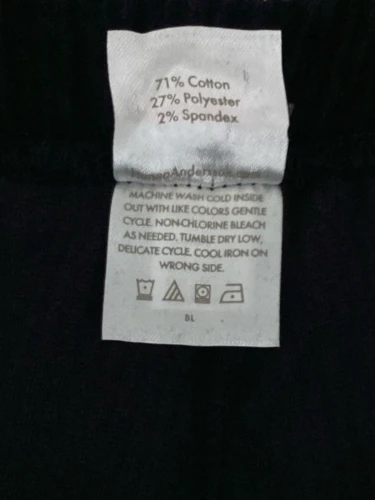 71% Cotton
27% Polyester
2% Spandex
MACHINE WASH COLD INSIDE
OUT WITH LIKE COLORS GENTLE
CYCLE. NON-CHLORINE BLEACH
AS NEEDED. TUMBLE DRY LOW,
DELICATE CYCLE. COOL IRON ON
WRONG SIDE.
BL